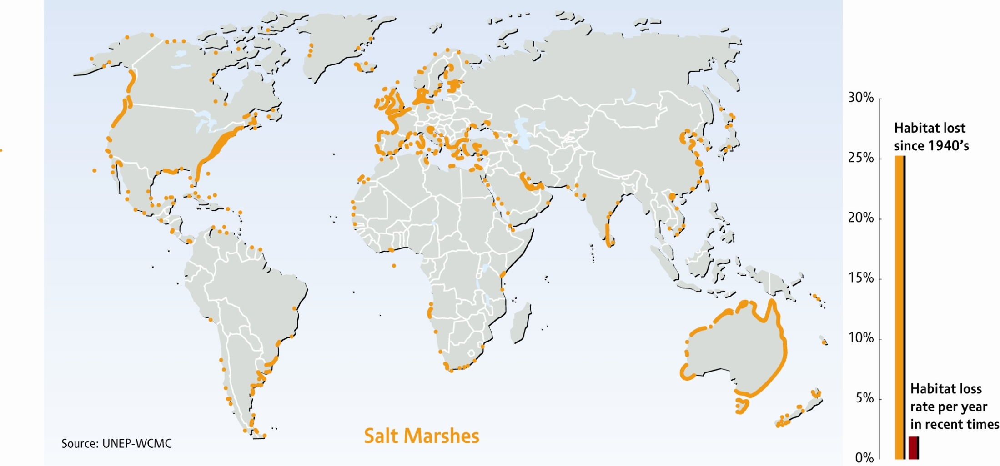 30%
Habitat lost
since 1940’s
25%
20%
15%
10%
Habitat loss
5%
rate per year
in recent times
Salt Marshes
Source: UNEP-WCMC
0%